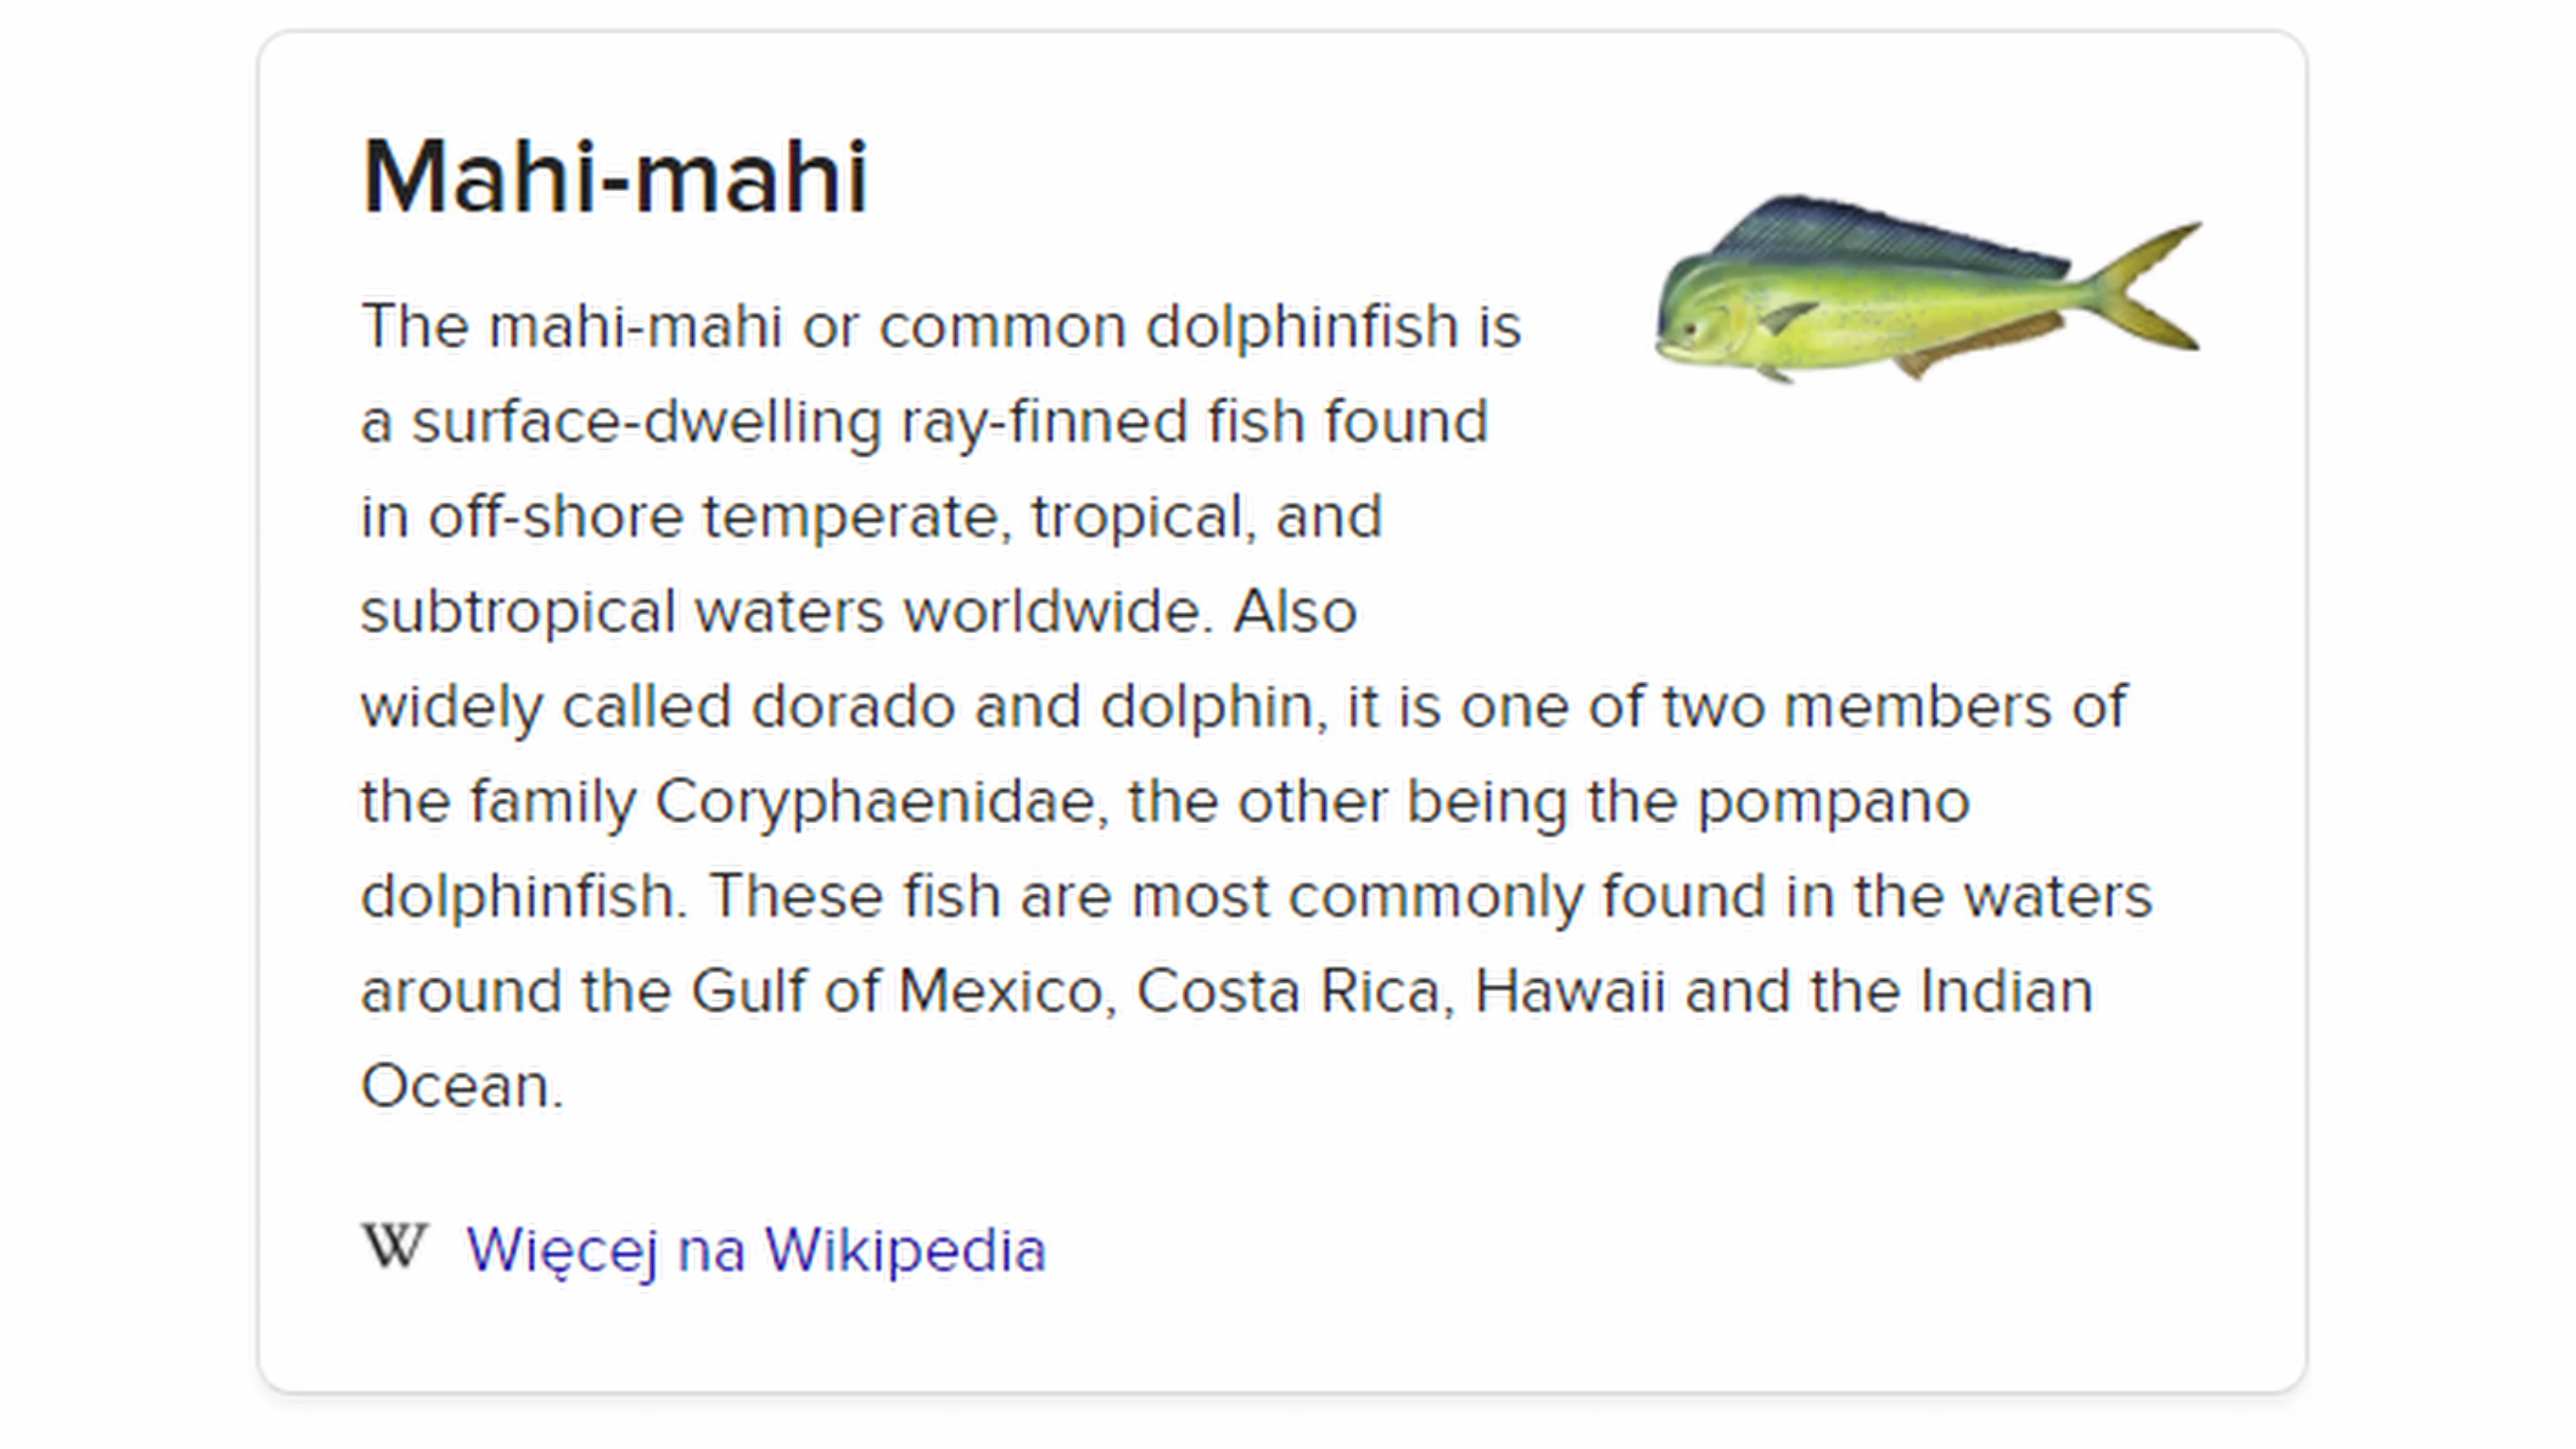 Mahi-mahi
The mahi-mahi or common dolphinfish is
a surface-dwelling ray-finned fish found
in off-shore temperate, tropical, and
subtropical waters worldwide. Also
widely called dorado and dolphin, it is one of two members of
the family Coryphaenidae, the other being the pompano
dolphinfish. These fish are most commonly found in the waters
around the Gulf of Mexico, Costa Rica, Hawaii and the Indian
Ocean.
W Więcej na Wikipedia